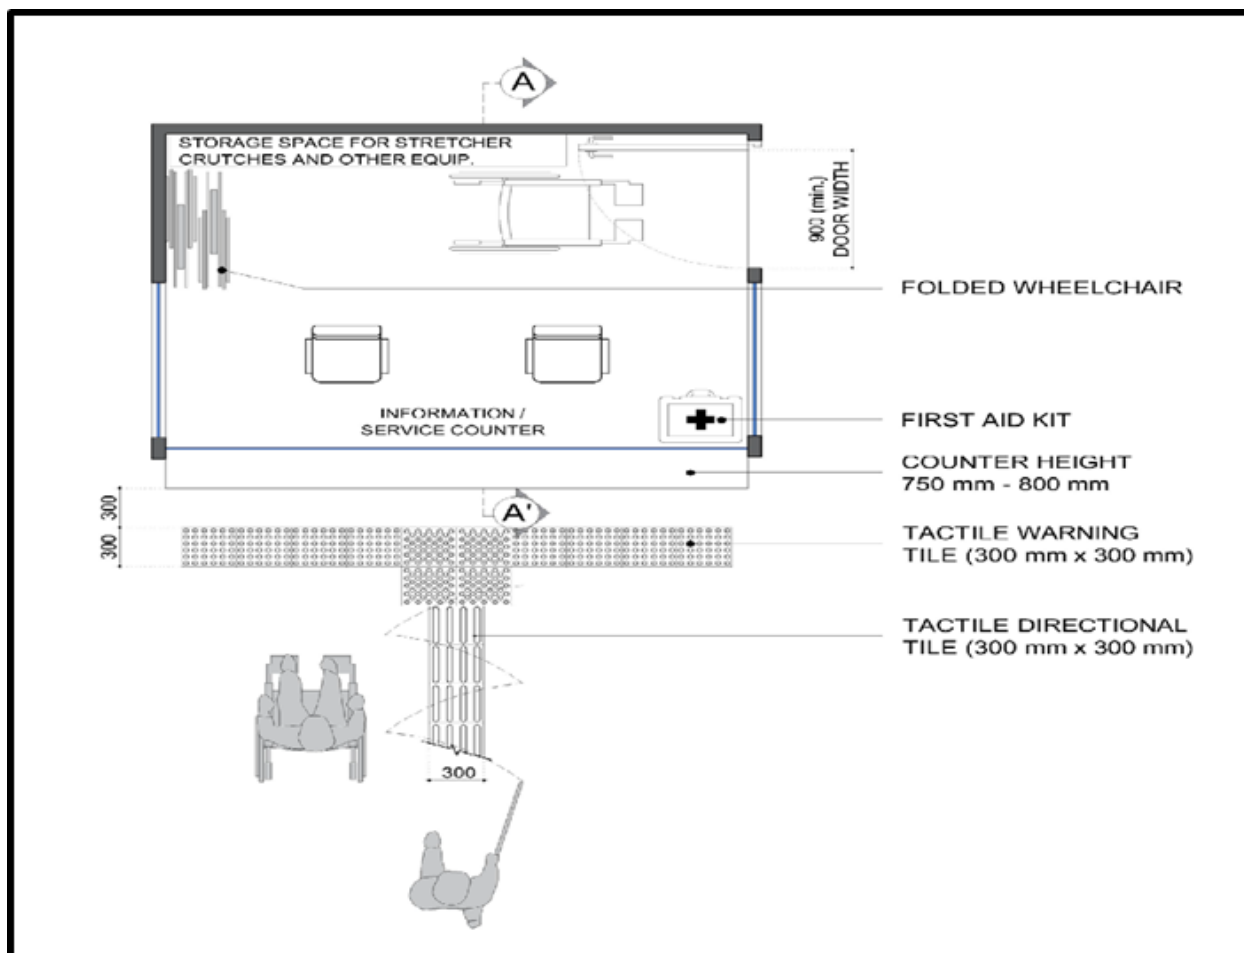 A
STORAGE SPACE FOR STRETCHER
CRUTCHES AND OTHER EQUIP.
900 (min.)
DOOR WIDTH
FOLDED WHEELCHAIR
INFORMATION /
SERVICE COUNTER
FIRST AID KIT
COUNTER HEIGHT
750 mm - 800 mm
300
A'
300
TACTILE WARNING
TILE (300 mm x 300 mm)
TACTILE DIRECTIONAL
TILE (300 mm x 300 mm)
300